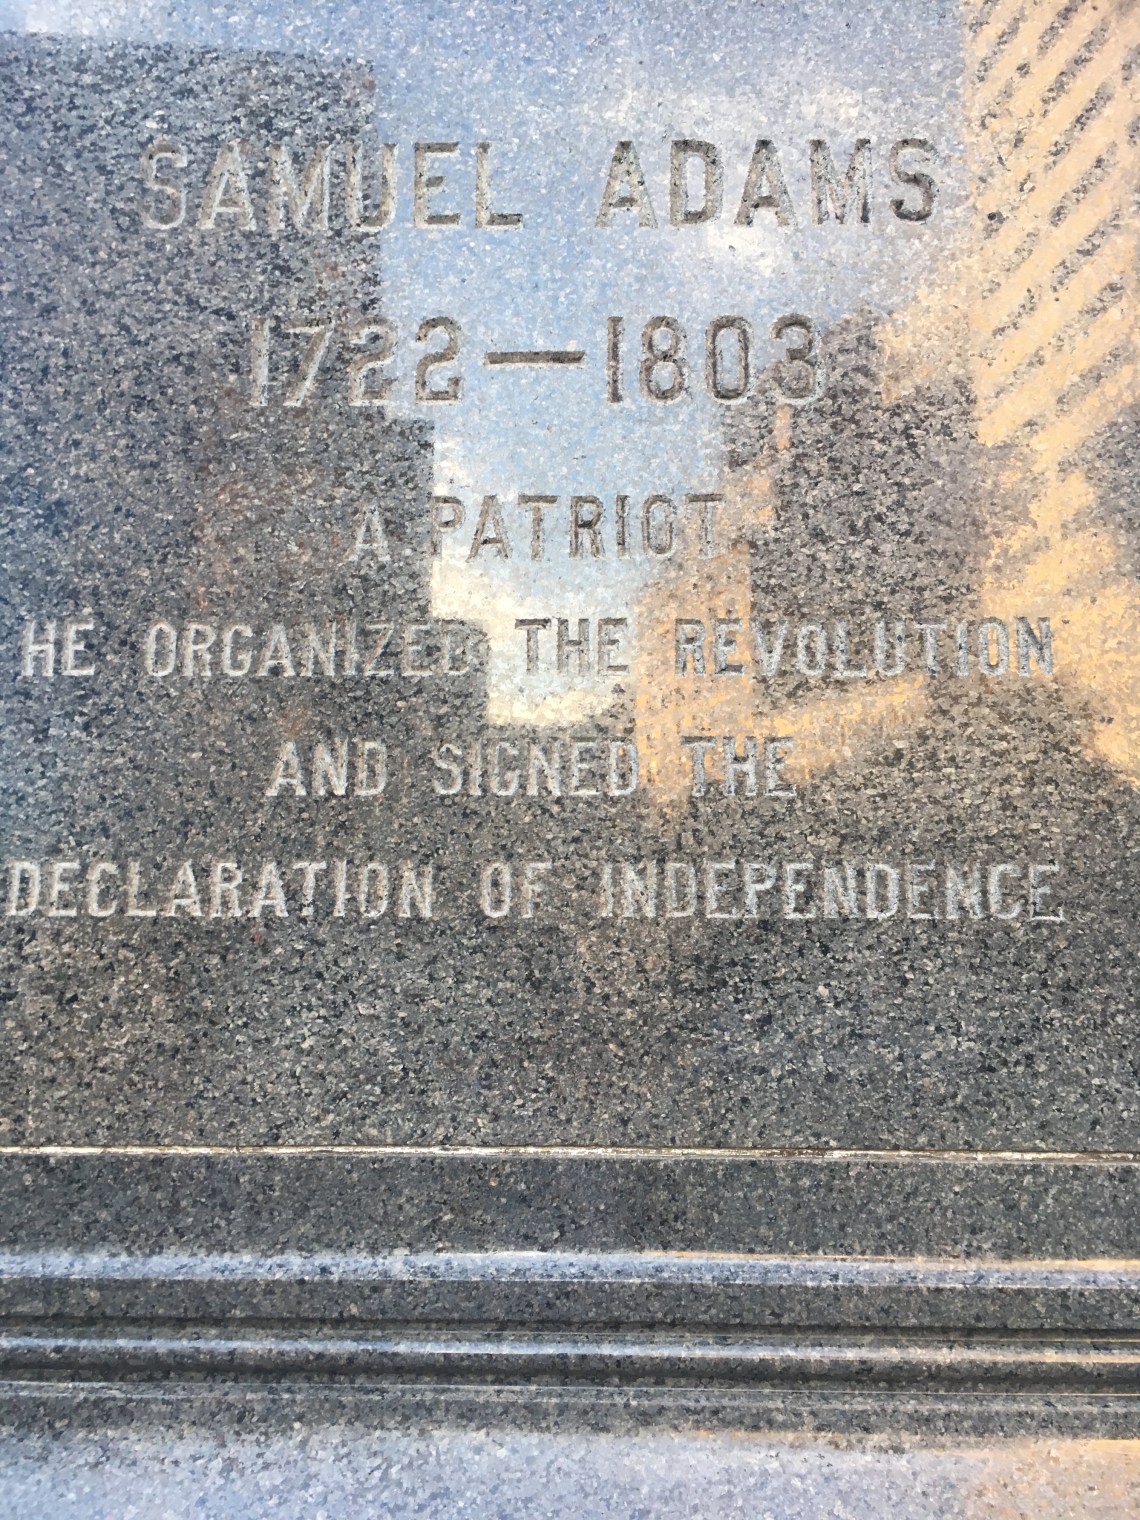 SAMUEL ADAMS
1722—1803
A PATRIOT
HE ORGANIZED THE REVOLUTION
AND SIGNED THE
DECLARATION OF INDEPENDENCE